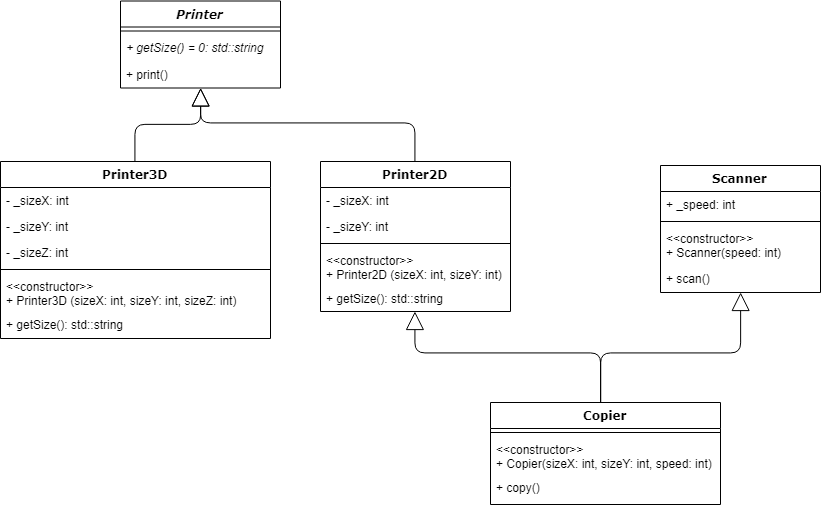 Printer
+ getSize() = 0: std::string
+ print()
Printer3D
- _sizeX: int
- _sizeY: int
- _sizeZ: int
<<constructor>>
+ Printer3D (sizeX: int, sizeY: int, sizeZ: int)
+ getSize(): std::string
Printer2D
- _sizeX: int
- _sizeY: int
<<constructor>>
+ Printer2D (sizeX: int, sizeY: int)
+ getSize(): std::string
Scanner
+ _speed: int
<<constructor>>
+ Scanner(speed: int)
+ scan()
Copier
<<constructor>>
+ Copier(sizeX: int, sizeY: int, speed: int)
+ copy()